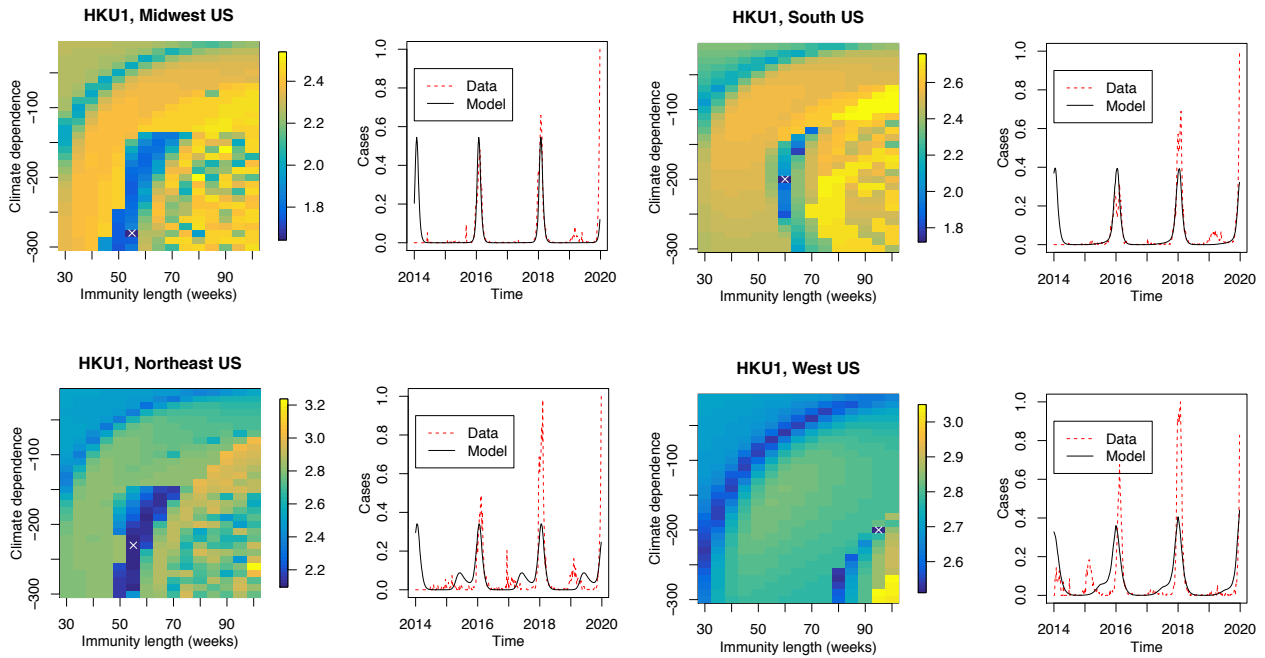 HKU1, Midwest US
Climate dependence
−100
−200
−300
30 50 70 90
Immunity length (weeks)
2.4
2.2
2.0
1.8
Cases
1.0
0.8
0.6
0.4
0.2
0.0
Data
Model
2014 2016 2018 2020
Time
HKU1, South US
Climate dependence
−100
−200
−300
30 50 70 90
Immunity length (weeks)
2.6
2.4
2.2
2.0
1.8
Cases
1.0
0.8
0.6
0.4
0.2
0.0
Data
Model
2014 2016 2018 2020
Time
HKU1, Northeast US
Climate dependence
−100
−200
−300
30 50 70 90
Immunity length (weeks)
3.2
3.0
2.8
2.6
2.4
2.2
Cases
1.0
0.8
0.6
0.4
0.2
0.0
Data
Model
2014 2016 2018 2020
Time
HKU1, West US
Climate dependence
−100
−200
−300
30 50 70 90
Immunity length (weeks)
3.0
2.9
2.8
2.7
2.6
Cases
1.0
0.8
0.6
0.4
0.2
0.0
Data
Model
2014 2016 2018 2020
Time